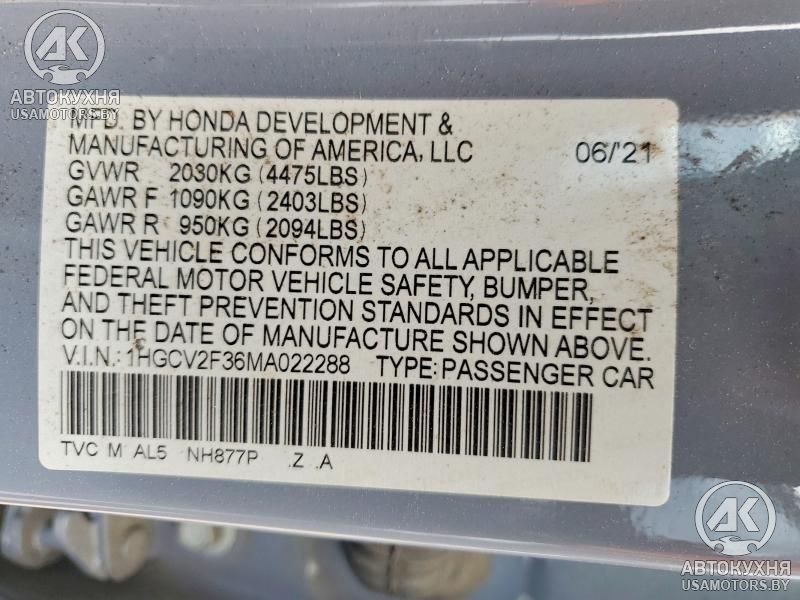 AK
АВТОКУХНЯ
USAMOTORS.BY
MFD. BY HONDA DEVELOPMENT &
MANUFACTURING OF AMERICA, LLC 06/'21
GVWR 2030KG (4475LBS)
GAWR F 1090KG (2403LBS)
GAWR R 950KG (2094LBS)
THIS VEHICLE CONFORMS TO ALL APPLICABLE
FEDERAL MOTOR VEHICLE SAFETY, BUMPER,
AND THEFT PREVENTION STANDARDS IN EFFECT
ON THE DATE OF MANUFACTURE SHOWN ABOVE.
V.I.N.: 1HGCV2F36MA022288 TYPE: PASSENGER CAR
TVC M AL5 NH877P .Z .A
AK
АВТОКУХНЯ
USAMOTORS.BY